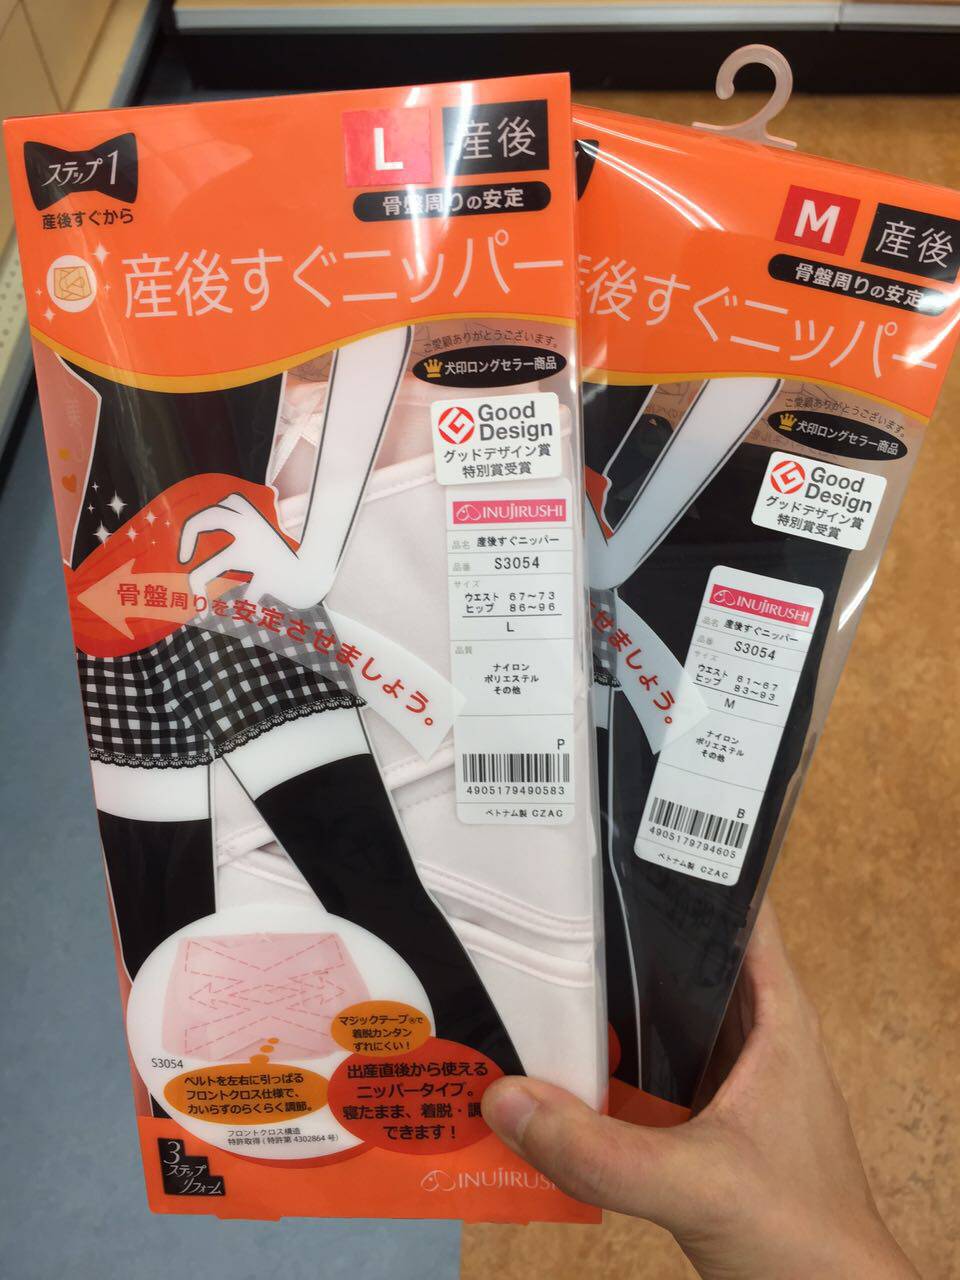 ステップ1
産後すぐから
L
産後
骨盤周りの安定
産後すぐニッパー
ご愛顧ありがとうございます。
犬印ロングセラー商品
Good
Design
グッドデザイン賞
特別賞受賞
INUJIRUSHI
品名 産後すぐニッパー
品番 S3054
サイズ
ウエスト 67～73
ヒップ 86～96
L
品質
ナイロン
ポリエステル
その他
P
4905179490583
ベトナム製 CZAC
骨盤周りを安定させましょう。
S3054
マジックテープ®で
着脱カンタン
ずれにくい！
ベルトを左右に引っぱる
フロントクロス仕様で、
力いらずのらくらく調節。
フロントクロス構造
特許取得(特許第4302864号)
出産直後から使える
ニッパータイプ。
寝たまま、着脱・調
できます！
3
ステップ
リフォーム
INUJIRUSH
M
産後
骨盤周りの安定
後すぐニッパー
ご愛顧ありがとうございます。
犬印ロングセラー商品
Good
Design
グッドデザイン賞
特別賞受賞
INUJIRUSHI
品名 産後すぐニッパー
品番 S3054
サイズ
ウエスト 61～67
ヒップ 83～93
M
ナイロン
ポリエステル
その他
B
4905179794605
ベトナム製 CZAC
せましょう。